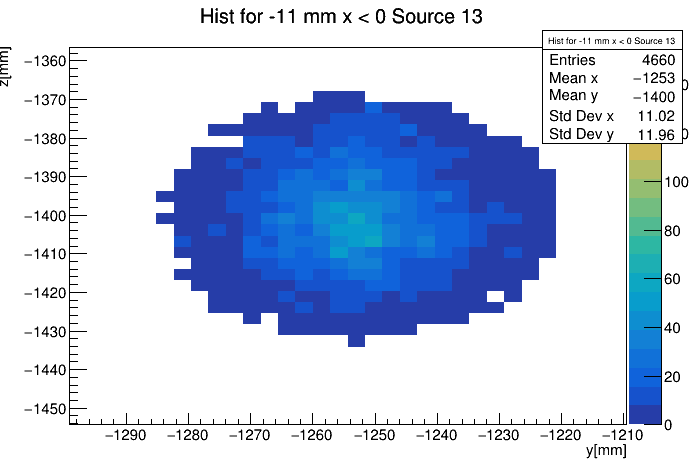 Hist for -11 mm x < 0 Source 13
z[mm]
Hist for -11 mm x < 0 Source 13
Entries 4660
Mean x −1253
Mean y −1400
Std Dev x 11.02
Std Dev y 11.96
−1360
−1370
−1380
−1390
−1400
−1410
−1420
−1430
−1440
−1450
−1290 −1280 −1270 −1260 −1250 −1240 −1230 −1220 −1210
y[mm]
100
80
60
40
20
0